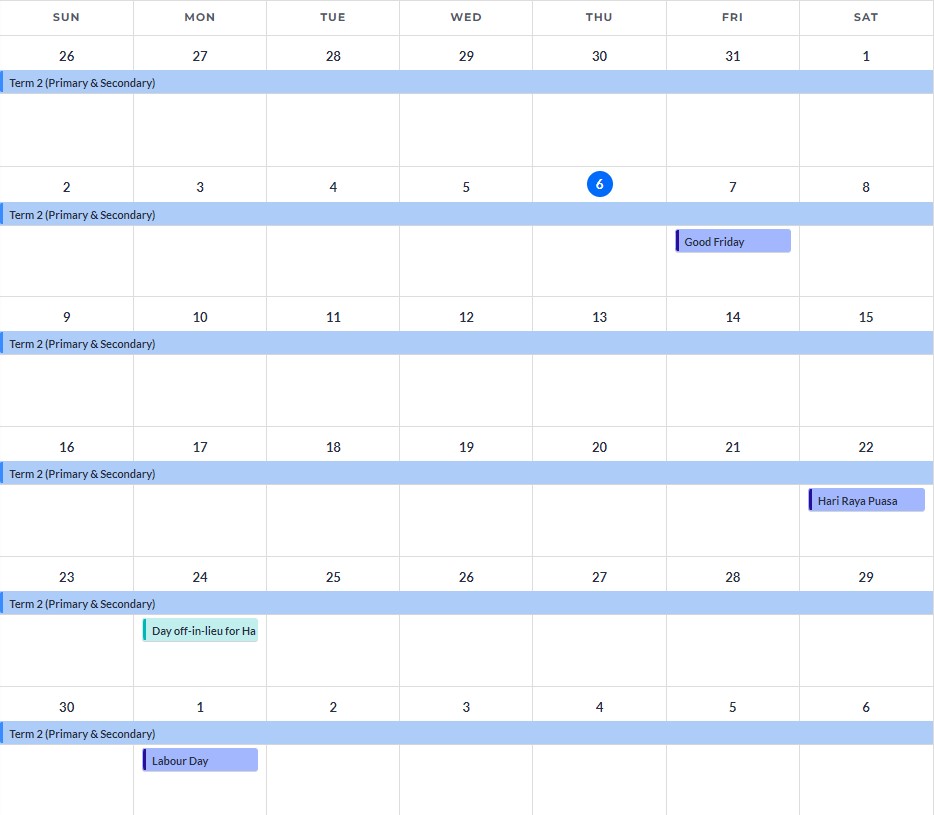 SUN MON TUE WED THU FRI SAT
26 27 28 29 30 31 1
Term 2 (Primary & Secondary)
2 3 4 5 6 7 8
Term 2 (Primary & Secondary)
Good Friday
9 10 11 12 13 14 15
Term 2 (Primary & Secondary)
16 17 18 19 20 21 22
Term 2 (Primary & Secondary)
Hari Raya Puasa
23 24 25 26 27 28 29
Term 2 (Primary & Secondary)
Day off-in-lieu for Ha
30 1 2 3 4 5 6
Term 2 (Primary & Secondary)
Labour Day